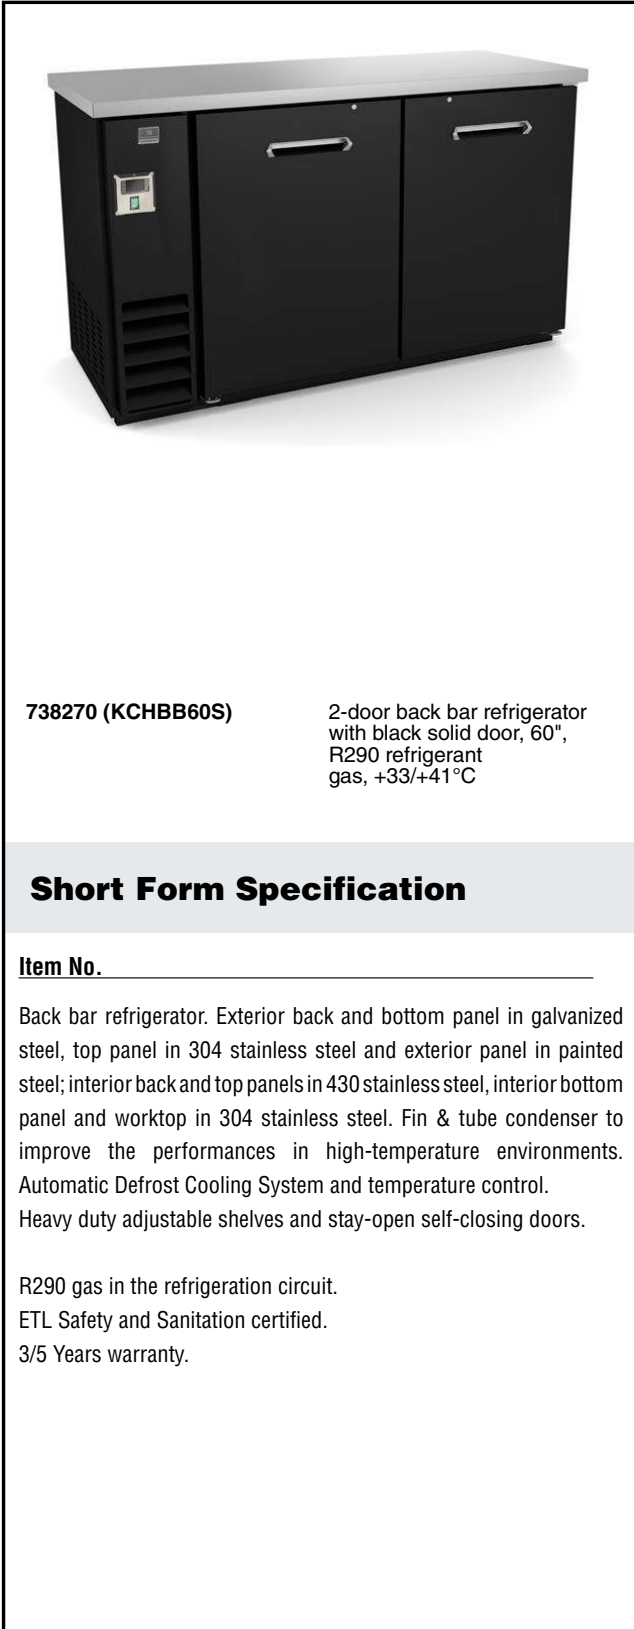 738270 (KCHBB60S)
2-door back bar refrigerator
with black solid door, 60",
R290 refrigerant
gas, +33/+41°C
Short Form Specification
Item No.
Back bar refrigerator. Exterior back and bottom panel in galvanized
steel, top panel in 304 stainless steel and exterior panel in painted
steel; interior back and top panels in 430 stainless steel, interior bottom
panel and worktop in 304 stainless steel. Fin & tube condenser to
improve the performances in high-temperature environments.
Automatic Defrost Cooling System and temperature control.
Heavy duty adjustable shelves and stay-open self-closing doors.
R290 gas in the refrigeration circuit.
ETL Safety and Sanitation certified.
3/5 Years warranty.